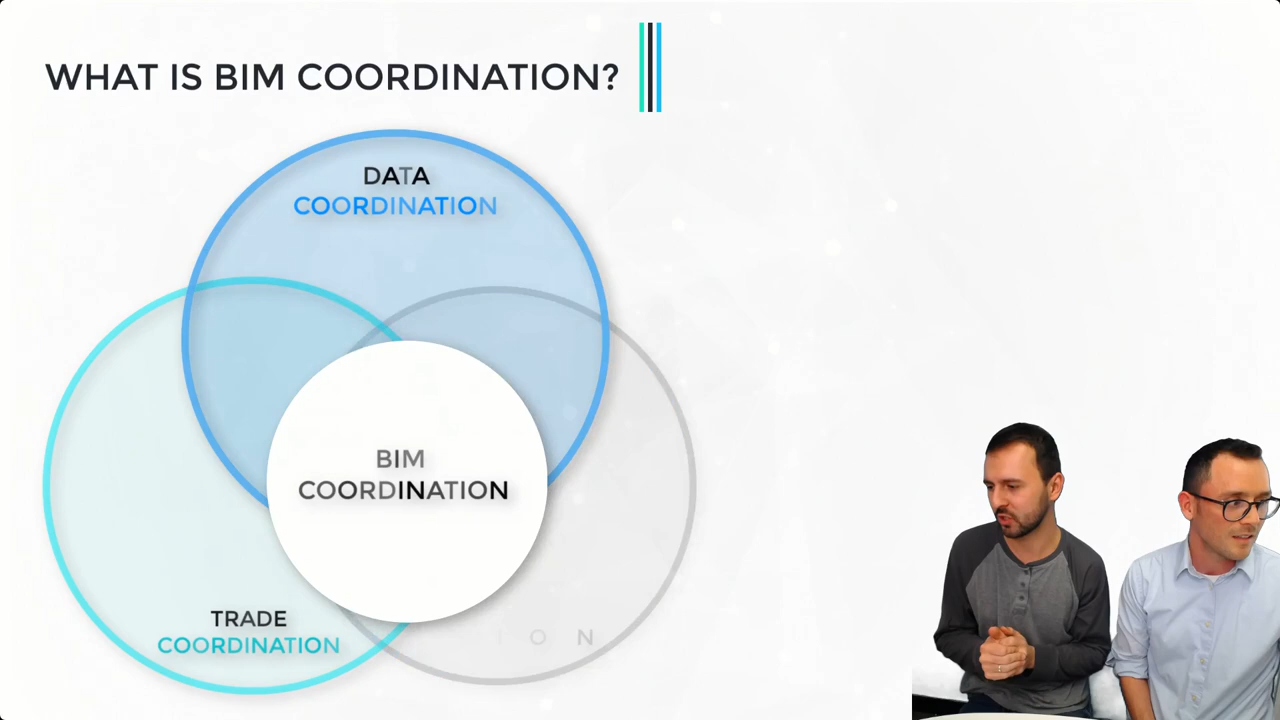 WHAT IS BIM COORDINATION?
DATA
COORDINATION
BIM
COORDINATION
TRADE
COORDINATION
I O N